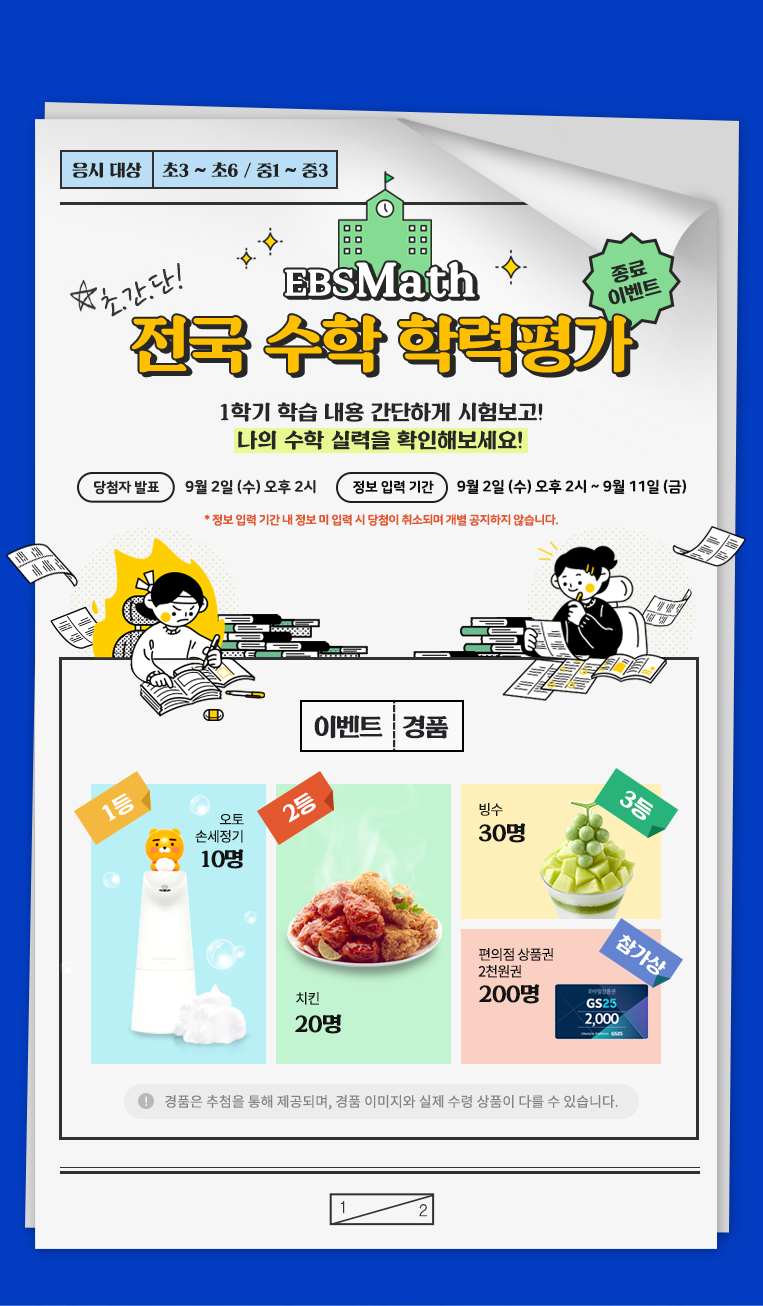 응시 대상 초3 ~ 초6 / 중1 ~ 중3
종료
이벤트
초.간.단!
EBSMath
전국 수학 학력평가
1학기 학습 내용 간단하게 시험보고!
나의 수학 실력을 확인해보세요!
당첨자 발표 9월 2일 (수) 오후 2시 정보 입력 기간 9월 2일 (수) 오후 2시 ~ 9월 11일 (금)
* 정보 입력 기간 내 정보 미 입력 시 당첨이 취소되며 개별 공지하지 않습니다.
이벤트 경품
1등
오토
손세정기
10명
2등
치킨
20명
3등
빙수
30명
참가상
편의점 상품권
2천원권
200명
모바일상품권
GS25
2,000
GS25
! 경품은 추첨을 통해 제공되며, 경품 이미지와 실제 수령 상품이 다를 수 있습니다.
1 2